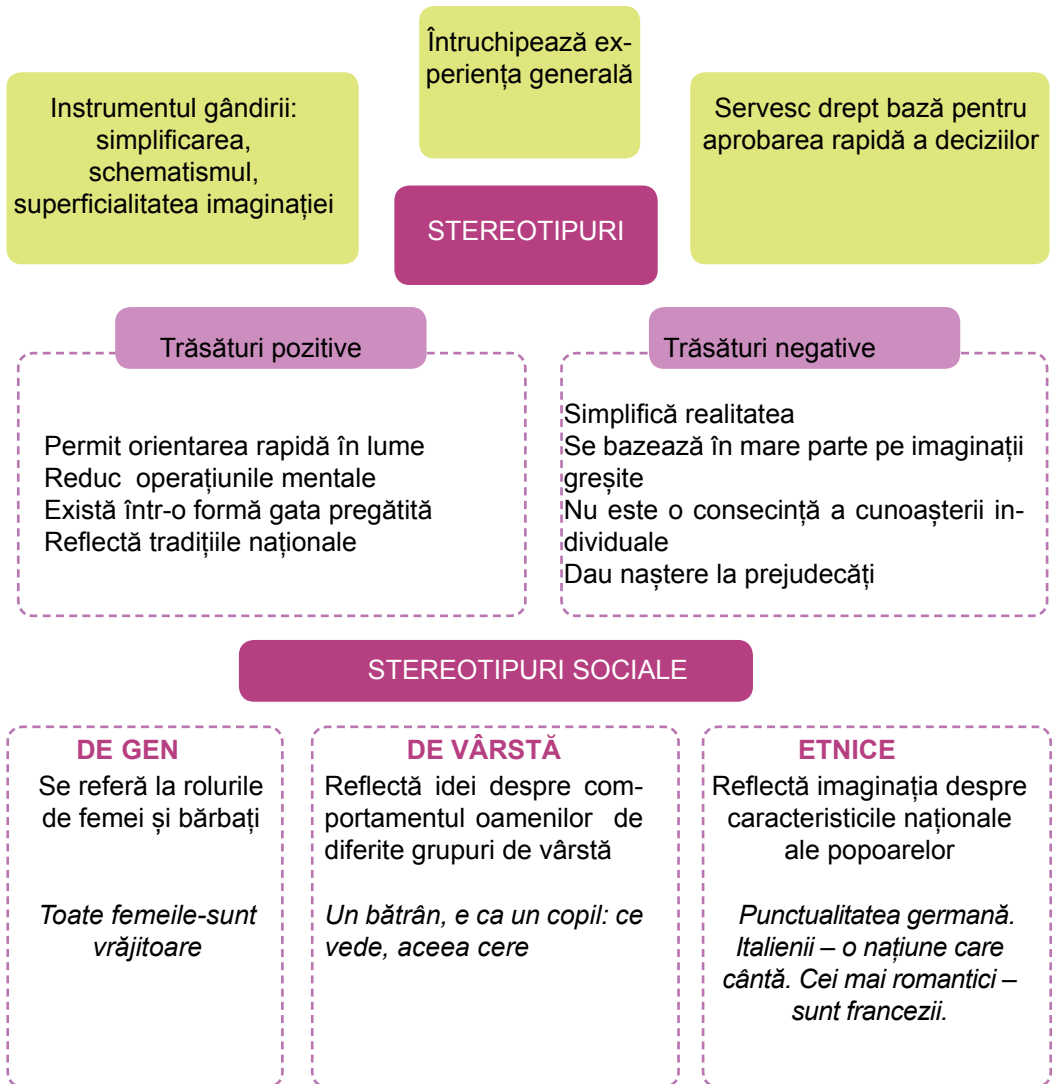 Întruchipează ex-
periența generală
Instrumentul gândirii:
simplificarea,
schematismul,
superficialitatea imaginației
Servesc drept bază pentru
aprobarea rapidă a deciziilor
STEREOTIPURI
Trăsături pozitive
Permit orientarea rapidă în lume
Reduc operațiunile mentale
Există într-o formă gata pregătită
Reflectă tradițiile naționale
Trăsături negative
Simplifică realitatea
Se bazează în mare parte pe imaginații
greșite
Nu este o consecință a cunoașterii in-
dividuale
Dau naștere la prejudecăți
STEREOTIPURI SOCIALE
DE GEN
Se referă la rolurile
de femei și bărbați
Toate femeile-sunt
vrăjitoare
DE VÂRSTĂ
Reflectă idei despre com-
portamentul oamenilor de
diferite grupuri de vârstă
Un bătrân, e ca un copil: ce
vede, aceea cere
ETNICE
Reflectă imaginația despre
caracteristicile naționale
ale popoarelor
Punctualitatea germană.
Italienii – o națiune care
cântă. Cei mai romantici –
sunt francezii.